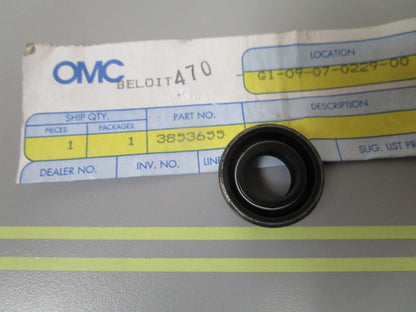 OMC BELOIT 470
LOCATION
G1-09-07-0229-00
SHIP QTY. PART NO. DESCRIPTION
PIECES PACKAGES
1 1 3853655
DEALER NO. INV. NO. LINE SUG. LIST PR